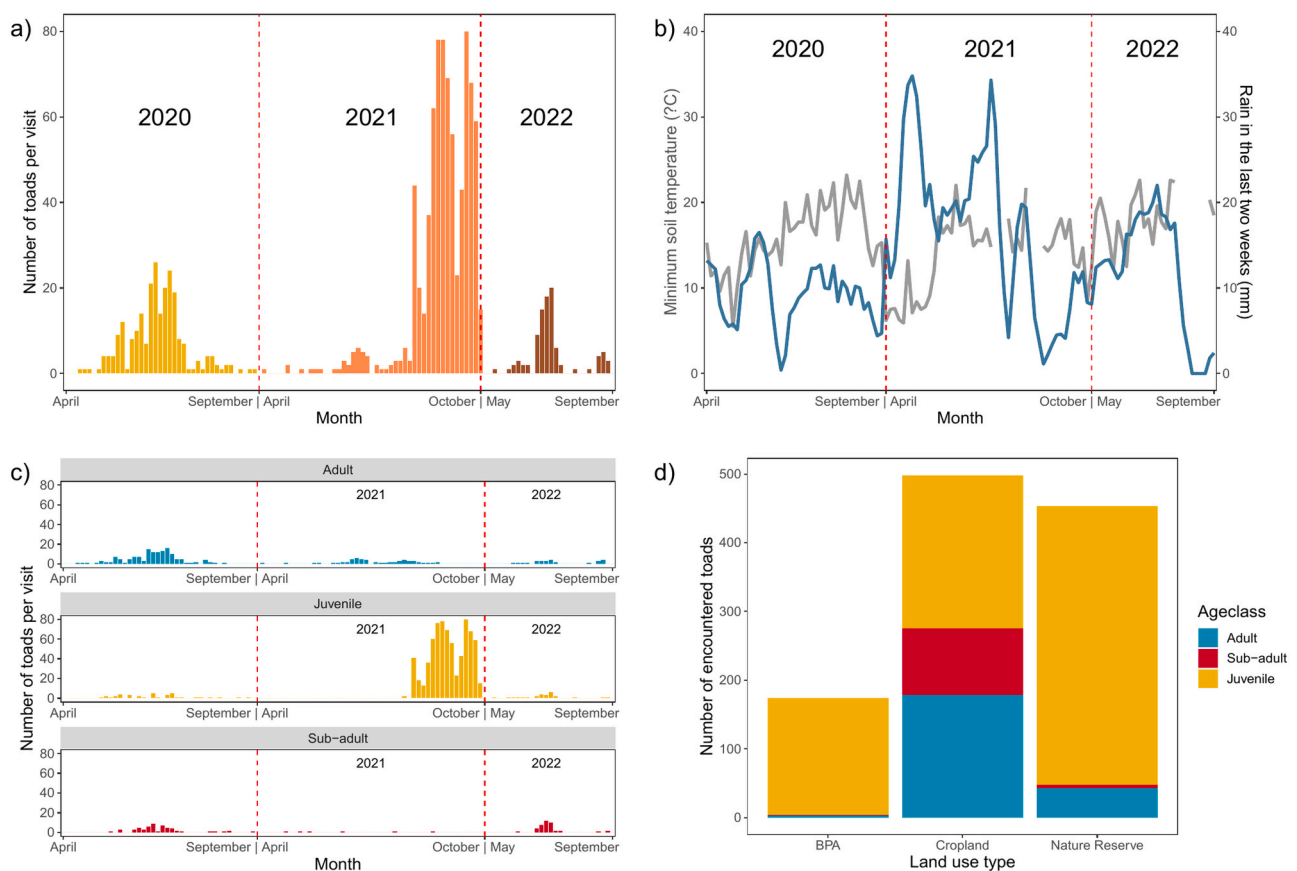 a)
Number of toads per visit
80
60
40
20
0
2020
2021
2022
April
September | April
October | May
September
Month
b)
Minimum soil temperature (?C)
40
30
20
10
0
2020
2021
2022
40
30
20
10
0
Rain in the last two weeks (mm)
April
September | April
October | May
September
Month
c)
Number of toads per visit
Adult
80
60
40
20
0
2021
2022
April
September | April
October | May
September
Juvenile
80
60
40
20
0
2021
2022
April
September | April
October | May
September
Sub−adult
80
60
40
20
0
2021
2022
April
September | April
October | May
September
Month
d)
Number of encountered toads
500
400
300
200
100
0
BPA
Cropland
Nature Reserve
Land use type
Ageclass
Adult
Sub−adult
Juvenile